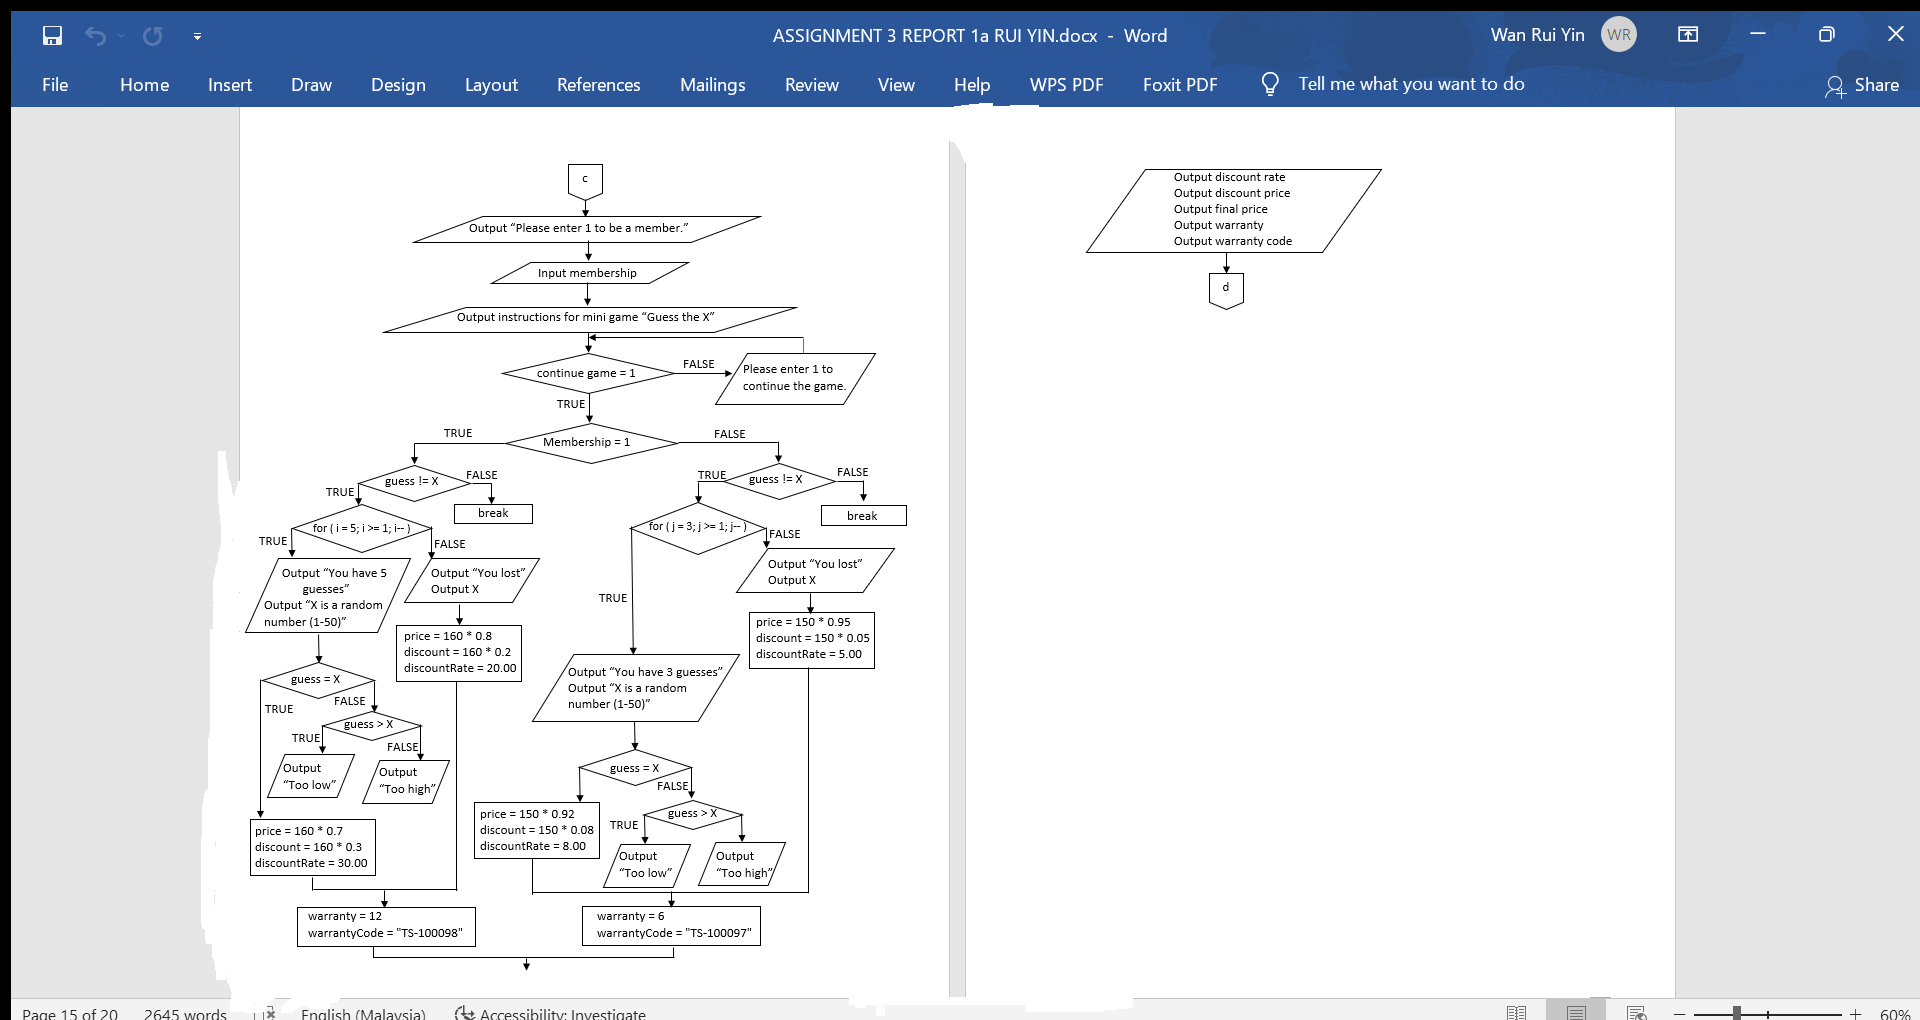 ASSIGNMENT 3 REPORT 1a RUI YIN.docx - Word
Wan Rui Yin
WR
File
Home
Insert
Draw
Design
Layout
References
Mailings
Review
View
Help
WPS PDF
Foxit PDF
Tell me what you want to do
Share
c
Output “Please enter 1 to be a member.”
Input membership
Output instructions for mini game “Guess the X”
continue game = 1
FALSE
Please enter 1 to
continue the game.
TRUE
TRUE
Membership = 1
FALSE
guess != X
FALSE
TRUE
break
for ( i = 5; i >= 1; i-- )
TRUE
FALSE
Output “You have 5
guesses”
Output “X is a random
number (1-50)”
Output “You lost”
Output X
price = 160 * 0.8
discount = 160 * 0.2
discountRate = 20.00
guess = X
TRUE
FALSE
guess > X
TRUE
FALSE
Output
“Too low”
Output
“Too high”
price = 160 * 0.7
discount = 160 * 0.3
discountRate = 30.00
warranty = 12
warrantyCode = "TS-100098"
TRUE
guess != X
FALSE
break
for ( j = 3; j >= 1; j-- )
FALSE
TRUE
Output “You lost”
Output X
price = 150 * 0.95
discount = 150 * 0.05
discountRate = 5.00
Output “You have 3 guesses”
Output “X is a random
number (1-50)”
guess = X
FALSE
guess > X
TRUE
Output
“Too low”
Output
“Too high”
price = 150 * 0.92
discount = 150 * 0.08
discountRate = 8.00
warranty = 6
warrantyCode = "TS-100097"
Output discount rate
Output discount price
Output final price
Output warranty
Output warranty code
d
Page 15 of 20
2645 words
English (Malaysia)
Accessibility: Investigate
60%